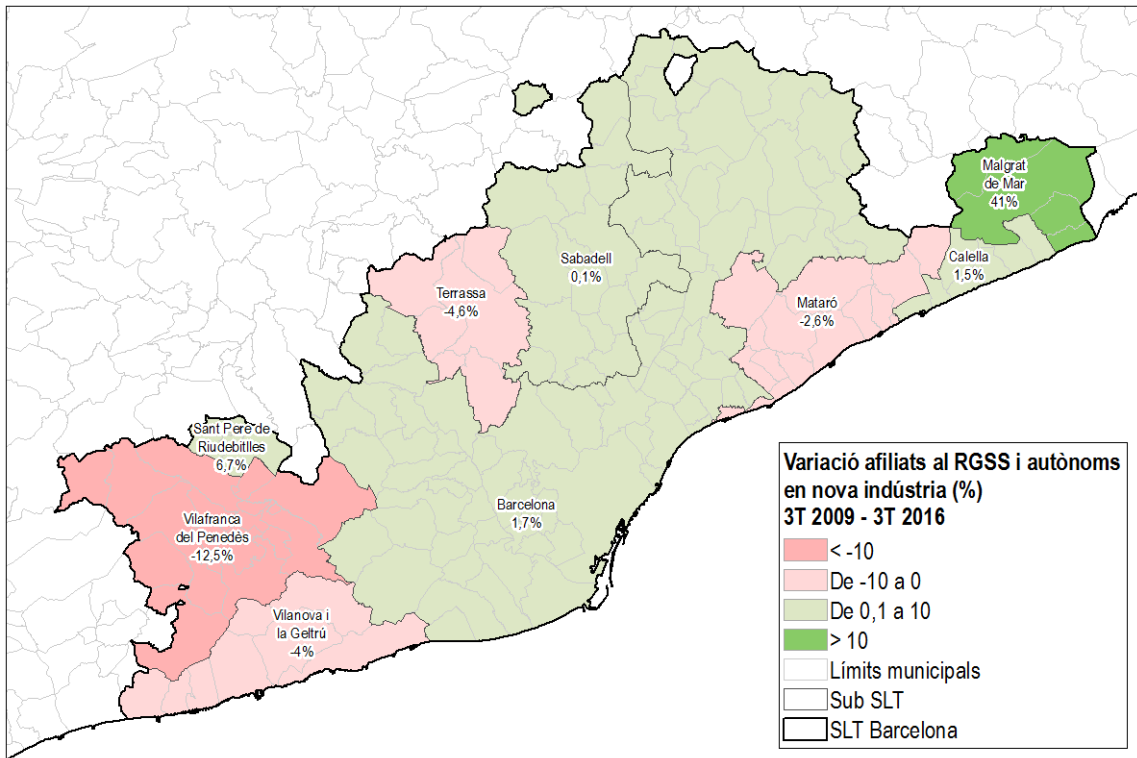 Malgrat
de Mar
41%
Calella
1,5%
Sabadell
0,1%
Terrassa
-4,6%
Mataró
-2,6%
Sant Pere de
Riudebitlles
6,7%
Barcelona
1,7%
Vilafranca
del Penedès
-12,5%
Vilanova i
la Geltrú
-4%
Variació afiliats al RGSS i autònoms
en nova indústria (%)
3T 2009 - 3T 2016
< -10
De -10 a 0
De 0,1 a 10
> 10
Límits municipals
Sub SLT
SLT Barcelona